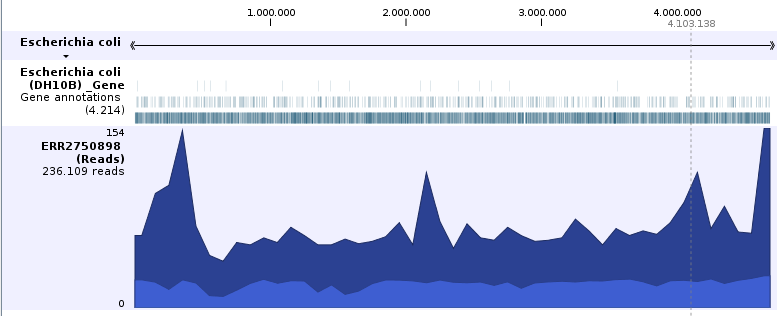 1.000.000 2.000.000 3.000.000 4.000.000
4.103.138
Escherichia coli
Escherichia coli
(DH10B) _Gene
Gene annotations
(4.214)
154
ERR2750898
(Reads)
236.109 reads
0